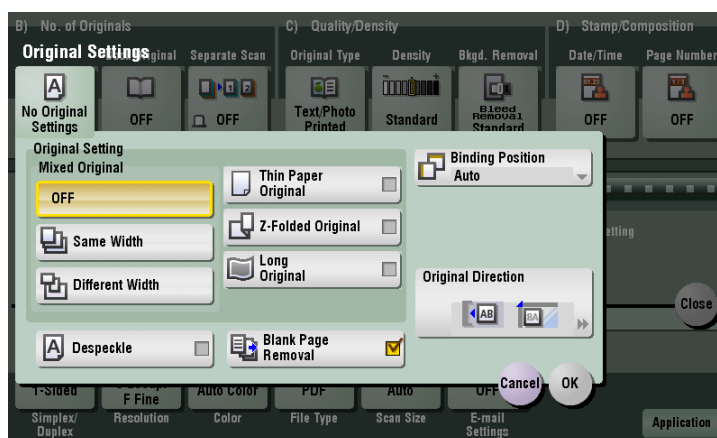 B) No. of Originals
C) Quality/Density
D) Stamp/Composition
Original Settings
Separate Scan
Original Type
Density
Bkgd. Removal
Date/Time
Page Number
No Original
Settings
OFF
OFF
Text/Photo
Printed
Standard
Bleed
Removal
Standard
OFF
OFF
Original Setting
Mixed Original
OFF
Same Width
Different Width
Thin Paper
Original
Z-Folded Original
Long
Original
Binding Position
Auto
Original Direction
AB
BA
Despeckle
Blank Page
Removal
Cancel
OK
Close
1-Sided
F Fine
Auto Color
PDF
Auto
OFF
Simplex/
Duplex
Resolution
Color
File Type
Scan Size
E-mail
Settings
Application